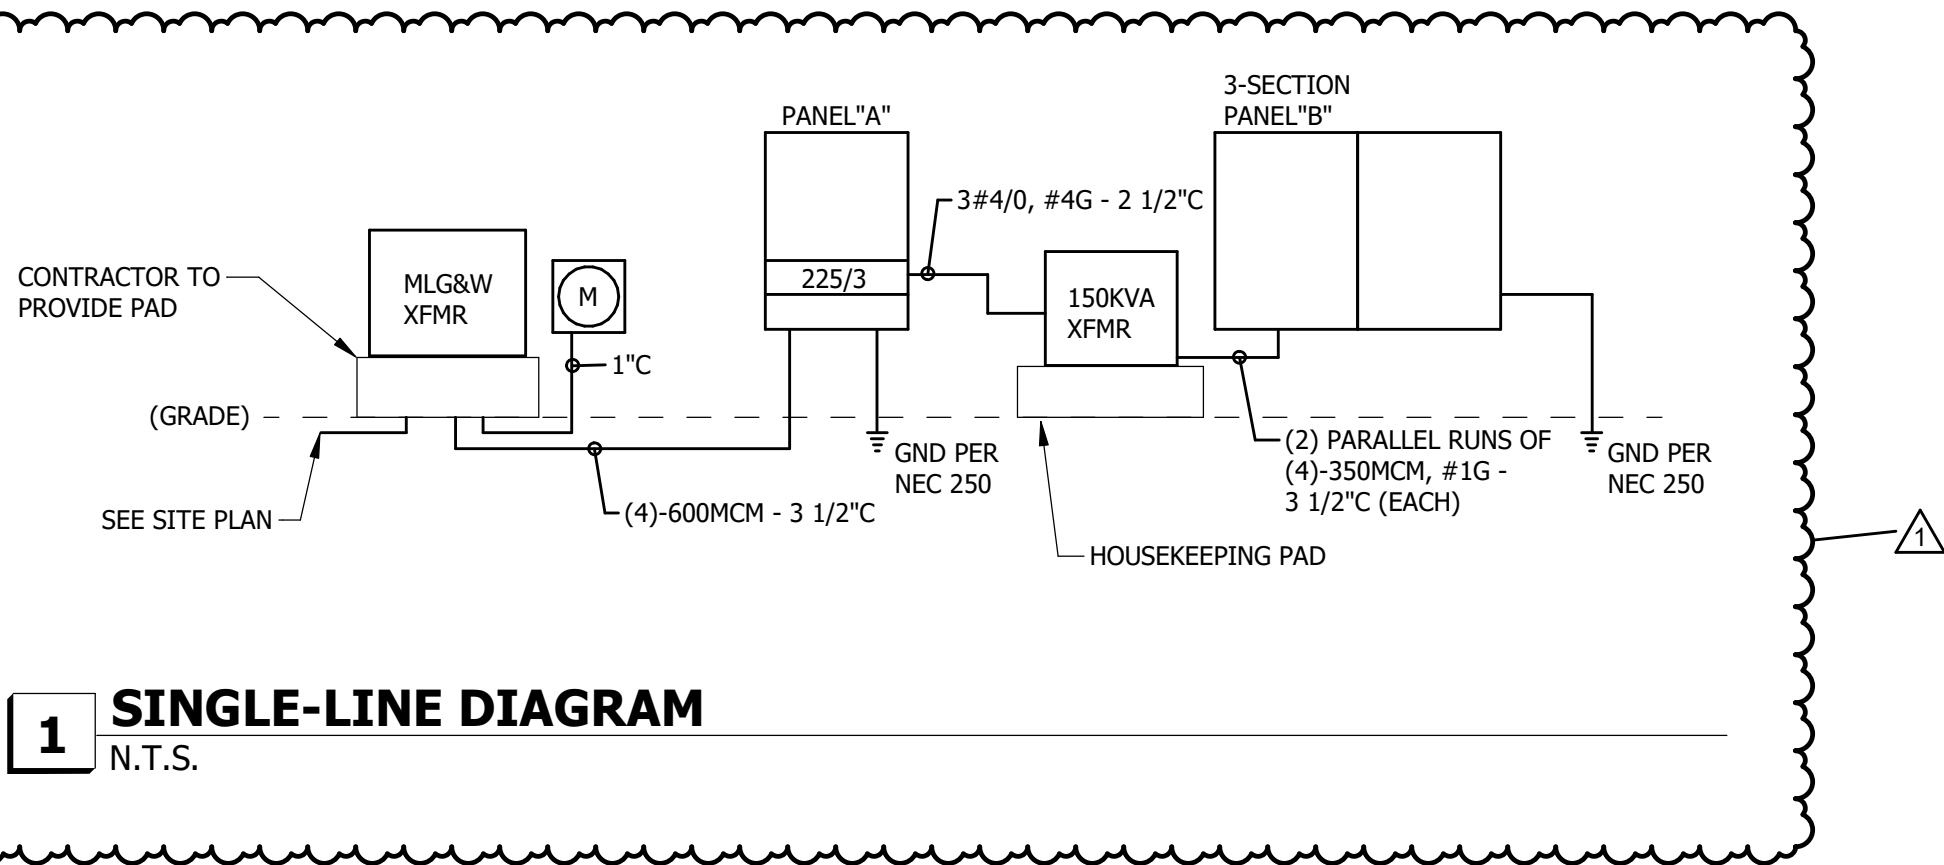 3-SECTION
PANEL"B"
PANEL"A"
3#4/0, #4G - 2 1/2"C
CONTRACTOR TO
PROVIDE PAD
MLG&W
XFMR
M
225/3
150KVA
XFMR
1"C
(GRADE)
GND PER
NEC 250
(2) PARALLEL RUNS OF
(4)-350MCM, #1G -
3 1/2"C (EACH)
GND PER
NEC 250
SEE SITE PLAN
(4)-600MCM - 3 1/2"C
HOUSEKEEPING PAD
1
1
SINGLE-LINE DIAGRAM
N.T.S.